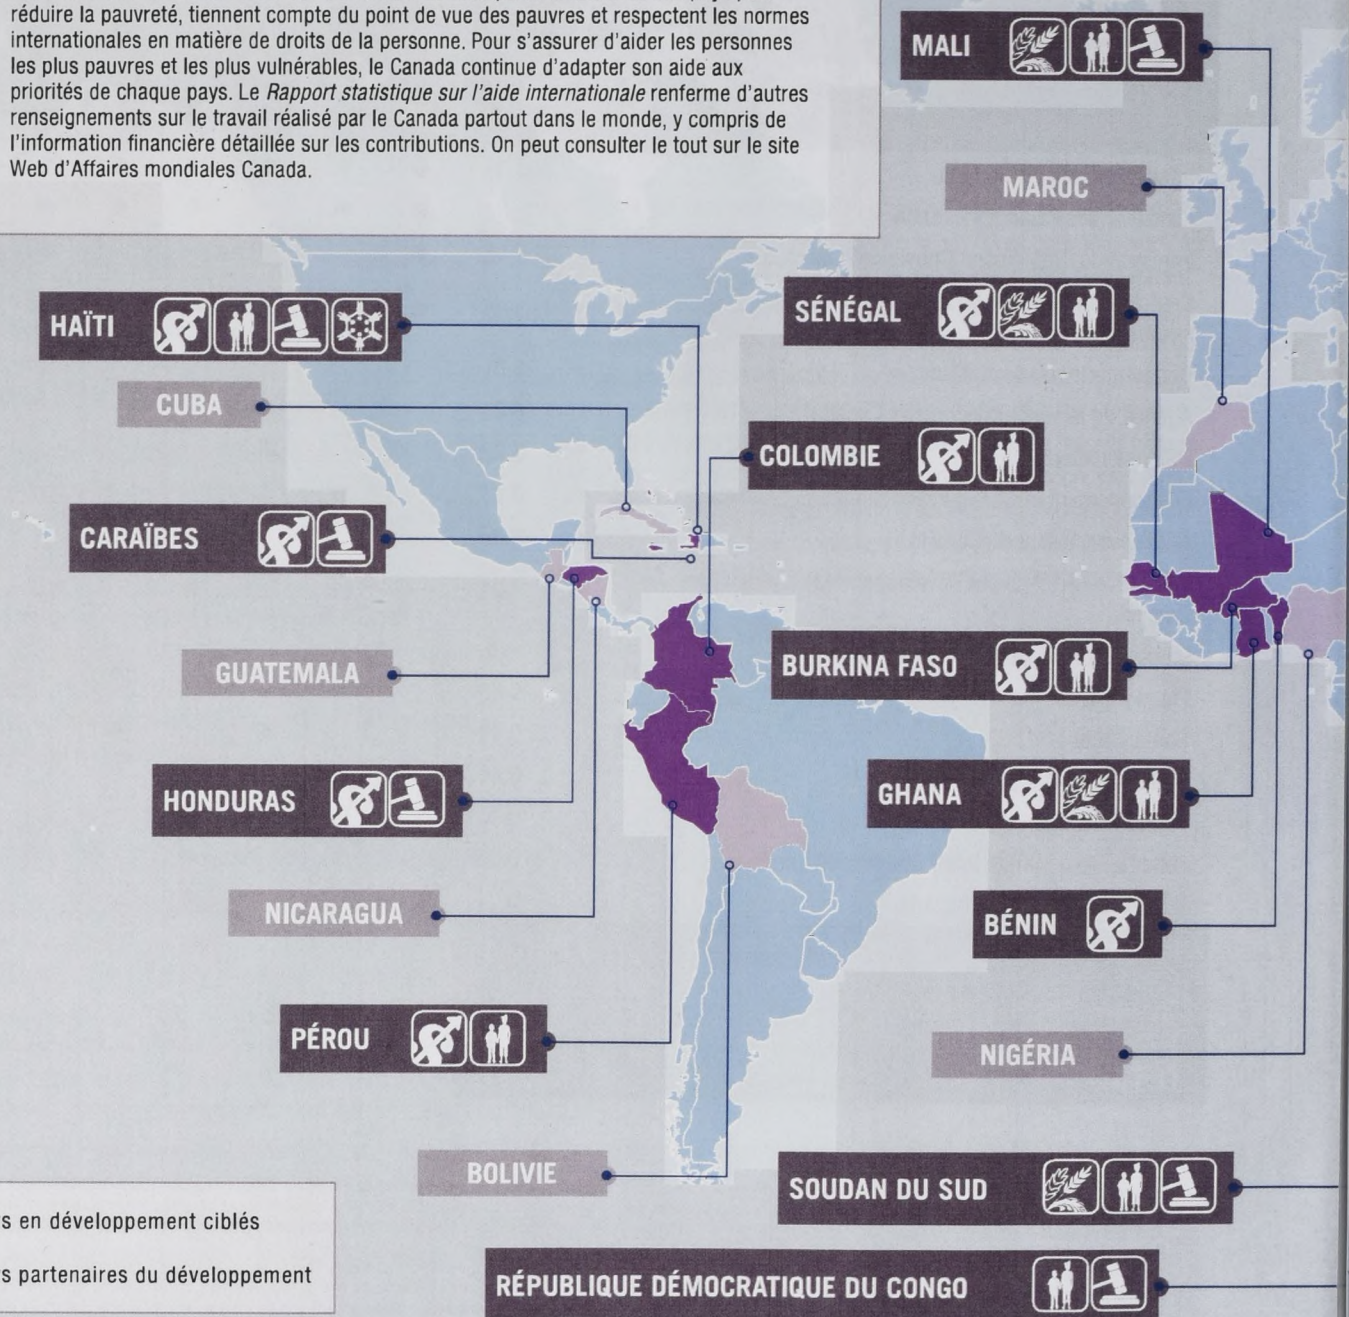 réduire la pauvreté, tiennent compte du point de vue des pauvres et respectent les normes
internationales en matière de droits de la personne. Pour s'assurer d'aider les personnes
les plus pauvres et les plus vulnérables, le Canada continue d'adapter son aide aux
priorités de chaque pays. Le Rapport statistique sur l'aide internationale renferme d'autres
renseignements sur le travail réalisé par le Canada partout dans le monde, y compris de
l'information financière détaillée sur les contributions. On peut consulter le tout sur le site
Web d'Affaires mondiales Canada.
MALI
MAROC
HAÏTI
SÉNÉGAL
CUBA
COLOMBIE
CARAÏBES
GUATEMALA
BURKINA FASO
HONDURAS
GHANA
NICARAGUA
BÉNIN
PÉROU
NIGÉRIA
BOLIVIE
SOUDAN DU SUD
en développement ciblés
partenaires du développement
RÉPUBLIQUE DÉMOCRATIQUE DU CONGO